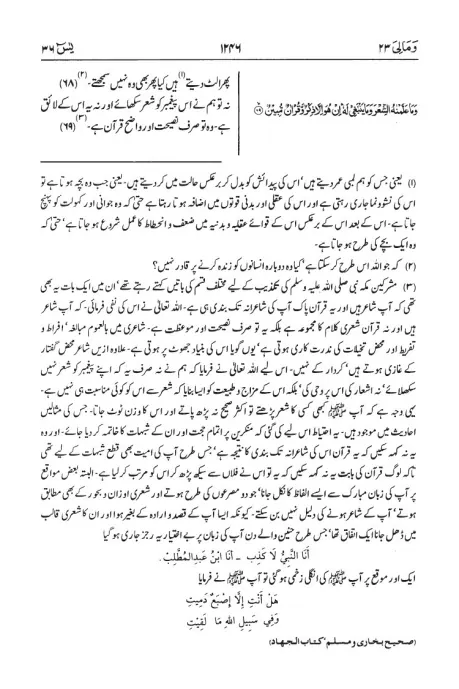 وَمَالِیَ ۲۳
۱۲۴۶
یٰسٓ ۳۶
وَمَا عَلَّمْنٰهُ الشِّعْرَ وَمَا یَنْۢبَغِیْ لَهٗ اِنْ هُوَ اِلَّا ذِكْرٌ وَّقُرْاٰنٌ مُّبِیْنٌ ﴿۶۹﴾
پھر الٹ دیتے (۱) ہیں کیا پھر بھی وہ نہیں سمجھتے۔ (۲) (۶۸)
نہ تو ہم نے اس پیغمبر کو شعر سکھائے اور نہ یہ اس کے لائق
ہے۔ وہ تو صرف نصیحت اور واضح قرآن ہے۔ (۳) (۶۹)
(۱) یعنی جس کو ہم لمبی عمر دیتے ہیں، اس کی پیدائش کو بدل کر برعکس حالت میں کر دیتے ہیں۔ یعنی جب وہ بچہ ہوتا ہے تو
اس کی نشوونما جاری رہتی ہے اور اس کی عقلی اور بدنی قوتوں میں اضافہ ہوتا رہتا ہے حتیٰ کہ وہ جوانی اور کہولت کو پہنچ
جاتا ہے۔ اس کے بعد اس کے برعکس اس کے قوائے عقلیہ و بدنیہ میں ضعف و انحطاط کا عمل شروع ہو جاتا ہے، حتیٰ کہ
وہ ایک بچے کی طرح ہو جاتا ہے۔
(۲) کہ جو اللہ اس طرح کر سکتا ہے، کیا وہ دوبارہ انسانوں کو زندہ کرنے پر قادر نہیں؟
(۳) مشرکین مکہ نبی صلی اللہ علیہ وسلم کی تکذیب کے لیے مختلف قسم کی باتیں کہتے رہتے تھے، ان میں ایک بات یہ بھی
تھی کہ آپ شاعر ہیں اور یہ قرآن پاک آپ کی شاعرانہ تک بندی ہی ہے۔ اللہ تعالیٰ نے اس کی نفی فرمائی، کہ آپ شاعر
ہیں اور نہ قرآن شعری کلام کا مجموعہ ہے بلکہ یہ تو صرف نصیحت اور موعظت ہے۔ شاعری میں بالعموم مبالغہ، افراط و
تفریط اور محض تخیلات کی ندرت کاری ہوتی ہے، یوں گویا اس کی بنیاد جھوٹ پر ہوتی ہے۔ علاوہ ازیں شاعر محض گفتار
کے غازی ہوتے ہیں، کردار کے نہیں۔ اس لیے اللہ تعالیٰ نے فرمایا کہ ہم نے نہ صرف یہ کہ اپنے پیغمبر کو شعر نہیں
سکھلائے، نہ اشعار کی اس پر وحی کی، بلکہ اس کے مزاج و طبیعت کو ایسا بنایا کہ شعر سے اس کو کوئی مناسبت ہی نہیں ہے۔
یہی وجہ ہے کہ آپ ﷺ کبھی کسی کا شعر پڑھتے تو اکثر صحیح نہ پڑھ پاتے اور اس کا وزن ٹوٹ جاتا۔ جس کی مثالیں
احادیث میں موجود ہیں۔ یہ احتیاط اس لیے کی گئی کہ منکرین پر اتمام حجت اور ان کے شبہات کا خاتمہ کر دیا جائے۔ اور وہ
یہ نہ کہہ سکیں کہ یہ قرآن اس کی شاعرانہ تک بندی کا نتیجہ ہے، جس طرح آپ کی امیت بھی قطع شبہات کے لیے تھی
تاکہ لوگ قرآن کی بابت یہ نہ کہہ سکیں کہ یہ تو اس نے فلاں سے سیکھ پڑھ کر اس کو مرتب کر لیا ہے۔ البتہ بعض مواقع
پر آپ کی زبان مبارک سے ایسے الفاظ کا نکل جانا، جو دو مصرعوں کی طرح ہوتے اور شعری اوزان و بحور کے بھی مطابق
ہوتے، آپ کے شاعر ہونے کی دلیل نہیں بن سکتے۔ کیونکہ ایسا آپ کے قصد و ارادہ کے بغیر ہوا اور ان کا شعری قالب
میں ڈھل جانا ایک اتفاق تھا، جس طرح حنین والے دن آپ کی زبان پر بے اختیار یہ رجز جاری ہو گیا
أَنَا النَّبِيُّ لَا كَذِبَ ۔ أَنَا ابْنُ عَبْدِالمُطَّلِبْ.
ایک اور موقع پر آپ ﷺ کی انگلی زخمی ہو گئی تو آپ ﷺ نے فرمایا
هَلْ أَنْتِ إِلَّا إِصْبَعٌ دَمِيتِ
وَفِي سَبِيلِ اللهِ مَا لَقِيتِ
(صحیح بخاری و مسلم، کتاب الجہاد)